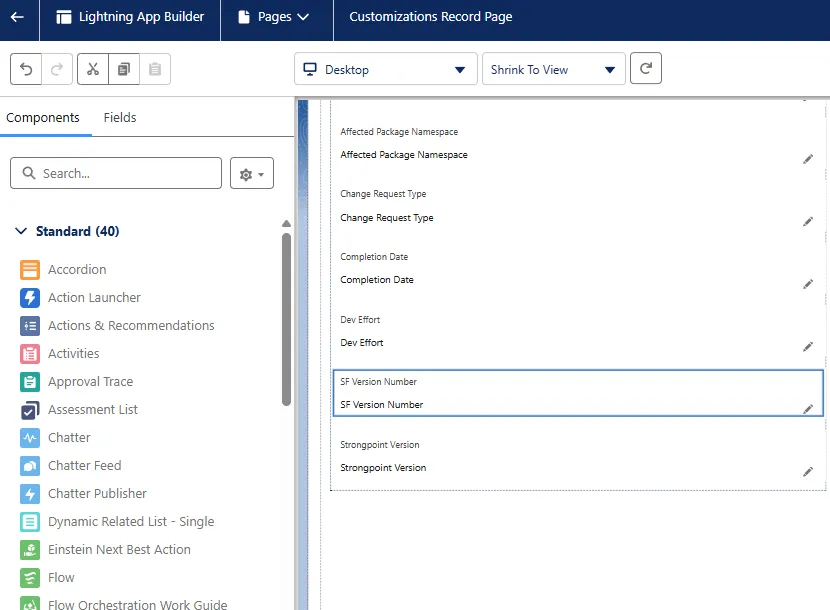 Lightning App Builder
Pages
Customizations Record Page
Desktop
Shrink To View
Components
Fields
Search...
Standard (40)
Accordion
Action Launcher
Actions & Recommendations
Activities
Approval Trace
Assessment List
Chatter
Chatter Feed
Chatter Publisher
Dynamic Related List - Single
Einstein Next Best Action
Flow
Flow Orchestration Work Guide
Affected Package Namespace
Affected Package Namespace
Change Request Type
Change Request Type
Completion Date
Completion Date
Dev Effort
Dev Effort
SF Version Number
SF Version Number
Strongpoint Version
Strongpoint Version